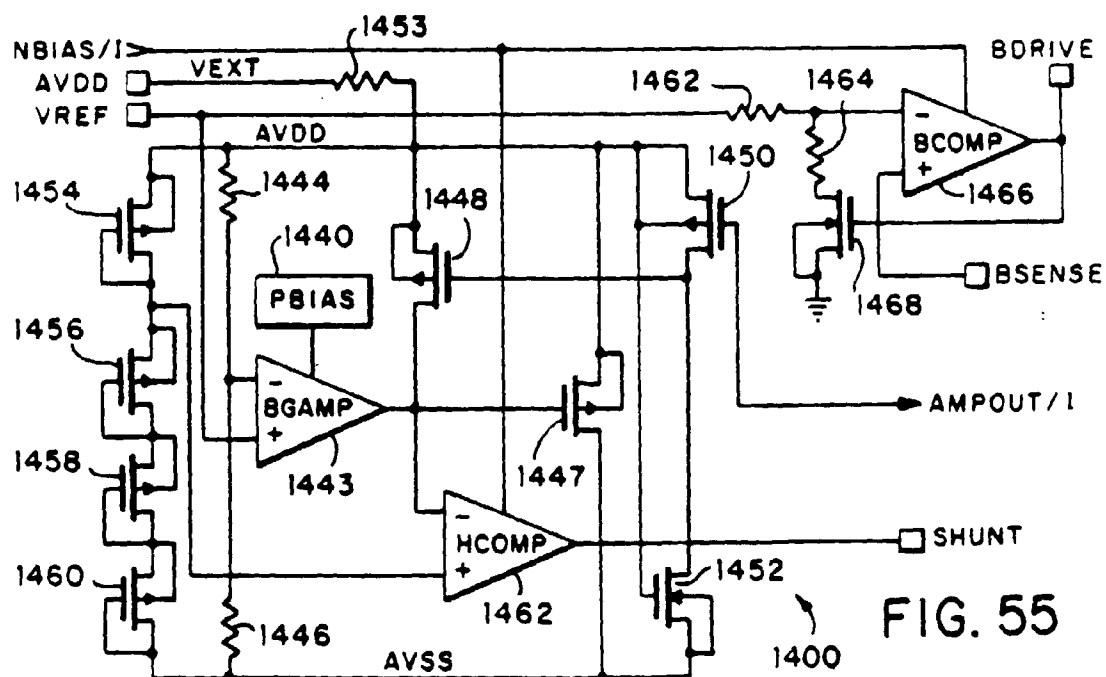 1453
NBIAS/I
BDRIVE
AVDD
VEXT
1462
1464
VREF
AVDD
-
BCOMP
+
1466
1454
1444
1448
1450
1440
PBIAS
BSENSE
1468
1456
-
BGAMP
+
1443
1447
AMPOUT/I
1458
-
HCOMP
+
1462
SHUNT
1460
1452
1446
1400
FIG. 55
AVSS